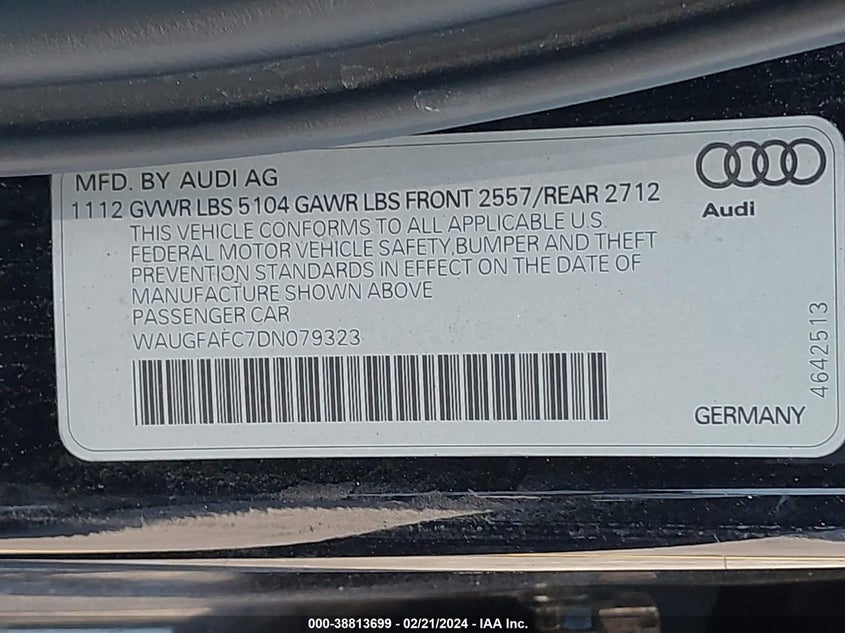 MFD. BY AUDI AG
1112 GVWR LBS 5104 GAWR LBS FRONT 2557/REAR 2712
THIS VEHICLE CONFORMS TO ALL APPLICABLE U.S.
FEDERAL MOTOR VEHICLE SAFETY,BUMPER AND THEFT
PREVENTION STANDARDS IN EFFECT ON THE DATE OF
MANUFACTURE SHOWN ABOVE
PASSENGER CAR
WAUGFAFC7DN079323
Audi
4642513
GERMANY
000-38813699 - 02/21/2024 - IAA Inc.